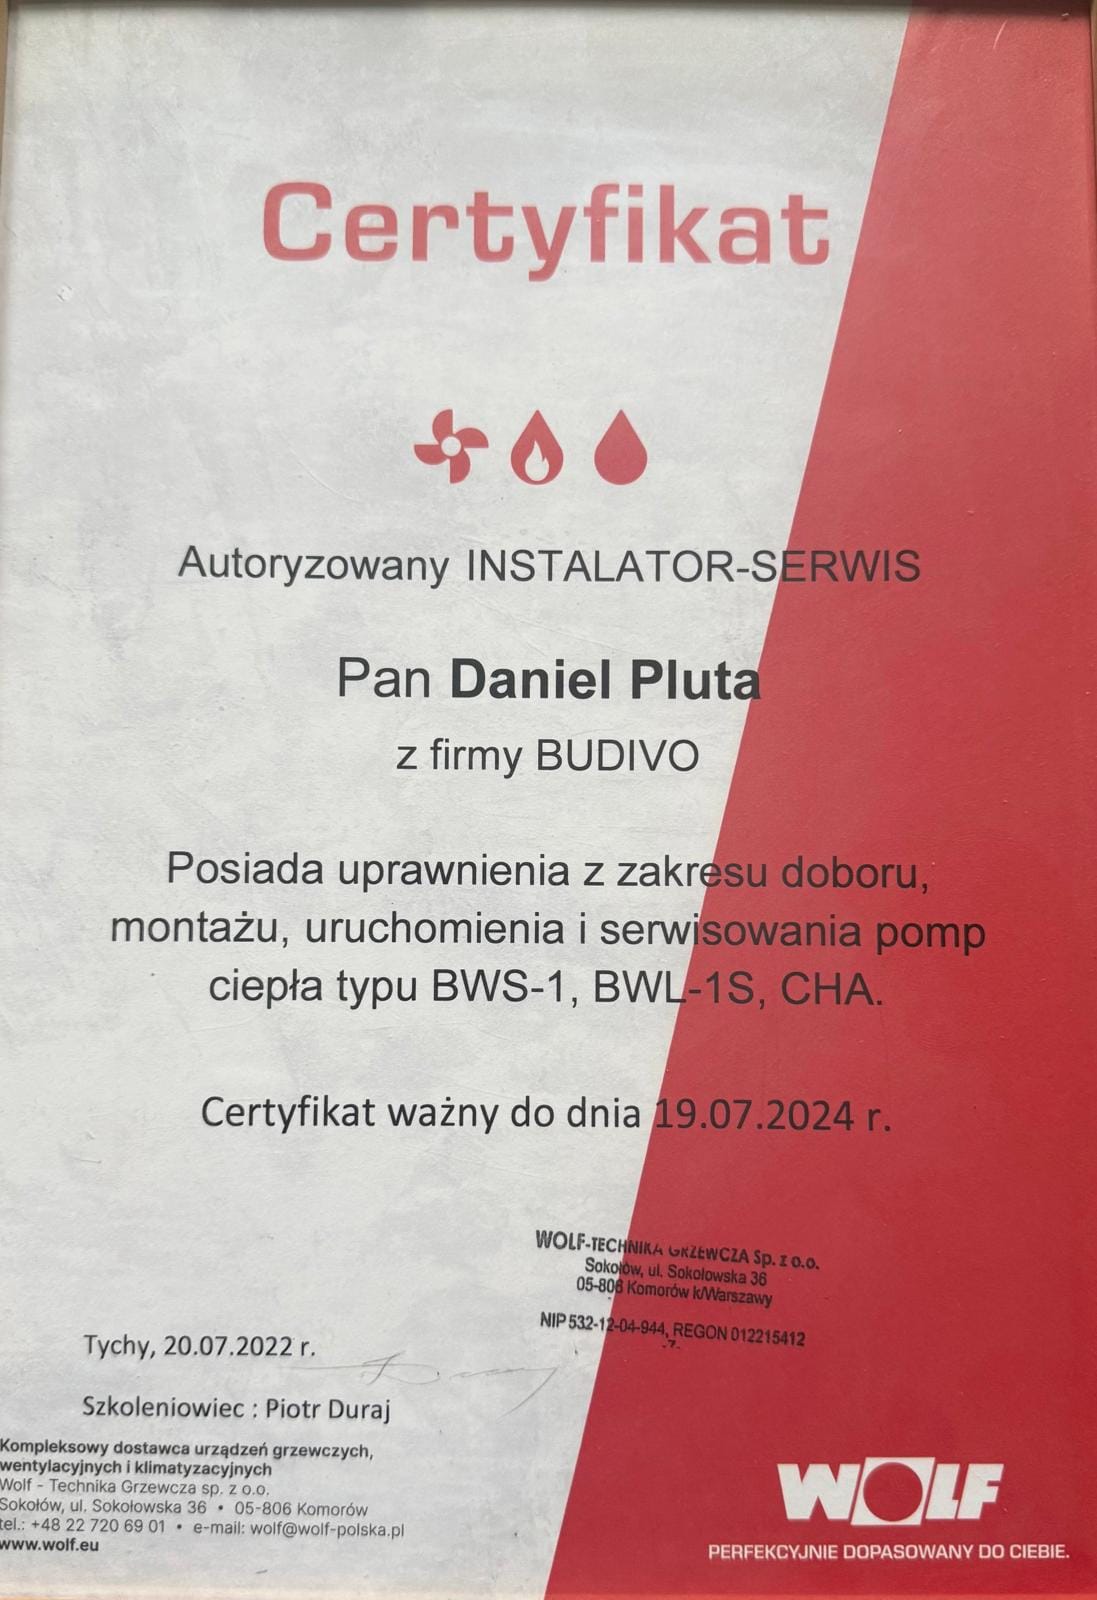 Certyfikat
Autoryzowany INSTALATOR-SERWIS
Pan Daniel Pluta
z firmy BUDIVO
Posiada uprawnienia z zakresu doboru,
montażu, uruchomienia i serwisowania pomp
ciepła typu BWS-1, BWL-1S, CHA.
Certyfikat ważny do dnia 19.07.2024 r.
WOLF-TECHNIKA GRZEWCZA Sp. z o.o.
Sokołów, ul. Sokołowska 36
05-806 Komorów k/Warszawy
NIP 532-12-04-944, REGON 012215412
-7-
Tychy, 20.07.2022 r.
Szkoleniowiec : Piotr Duraj
Kompleksowy dostawca urządzeń grzewczych,
wentylacyjnych i klimatyzacyjnych
Wolf - Technika Grzewcza sp. z o.o.
Sokołów, ul. Sokołowska 36 • 05-806 Komorów
tel.: +48 22 720 69 01 • e-mail: wolf@wolf-polska.pl
www.wolf.eu
WOLF
PERFEKCYJNIE DOPASOWANY DO CIEBIE.